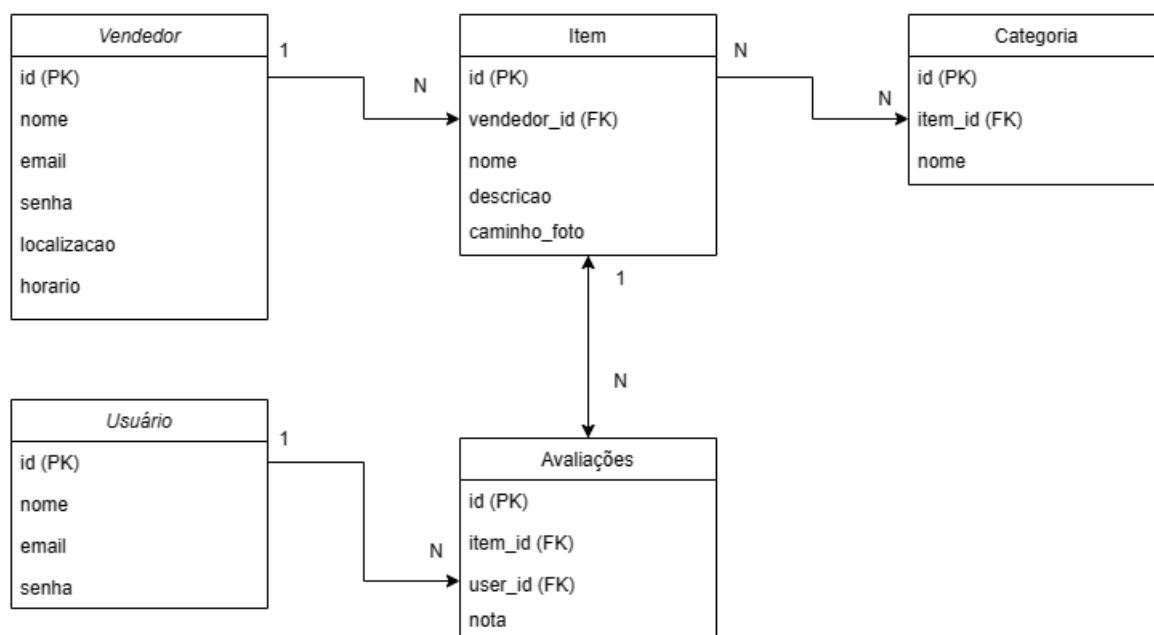 Vendedor
id (PK)
nome
email
senha
localizacao
horario
1
N
Item
id (PK)
vendedor_id (FK)
nome
descricao
caminho_foto
N
N
Categoria
id (PK)
item_id (FK)
nome
1
N
Usuário
id (PK)
nome
email
senha
1
N
Avaliações
id (PK)
item_id (FK)
user_id (FK)
nota